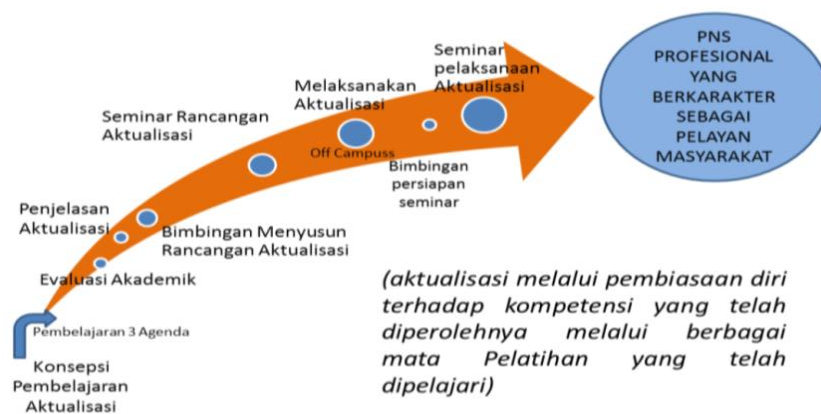 Seminar
pelaksanaan
Aktualisasi
Melaksanakan
Aktualisasi
Off Campuss
Seminar Rancangan
Aktualisasi
Bimbingan
persiapan
seminar
Penjelasan
Aktualisasi
Bimbingan Menyusun
Rancangan Aktualisasi
Evaluasi Akademik
Pembelajaran 3 Agenda
Konsepsi
Pembelajaran
Aktualisasi
PNS
PROFESIONAL
YANG
BERKARAKTER
SEBAGAI
PELAYAN
MASYARAKAT
(aktualisasi melalui pembiasaan diri
terhadap kompetensi yang telah
diperolehnya melalui berbagai
mata Pelatihan yang telah
dipelajari)